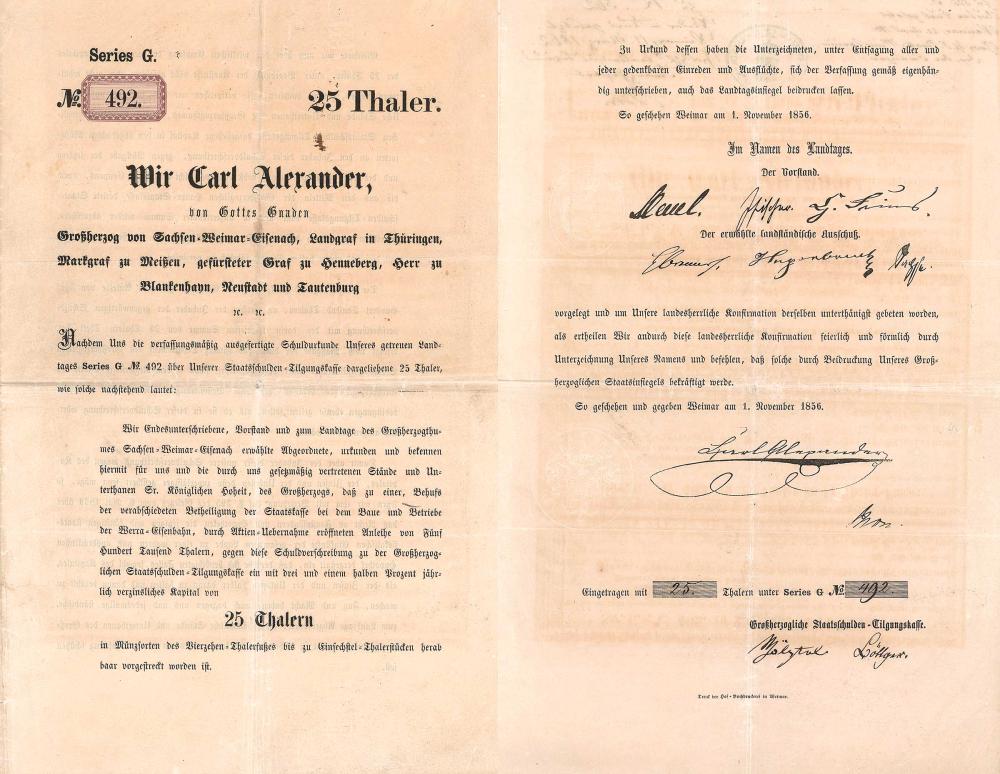 Series G.
№ 492.
25 Thaler.
Wir Carl Alexander,
von Gottes Gnaden
Großherzog von Sachsen-Weimar-Eisenach, Landgraf in Thüringen,
Markgraf zu Meißen, gefürsteter Graf zu Henneberg, Herr zu
Blankenhayn, Neustadt und Tautenburg
ꝛc. ꝛc.
Nachdem Uns die verfassungsmäßig ausgefertigte Schuldurkunde Unseres getreuen Land-
tages Series G № 492 über Unserer Staatsschulden-Tilgungskasse dargeliehene 25 Thaler,
wie solche nachstehend lautet:
Wir Endesunterschriebene, Vorstand und zum Landtage des Großherzogthu-
mes Sachsen-Weimar-Eisenach erwählte Abgeordnete, urkunden und bekennen
hiermit für uns und die durch uns gesetzmäßig vertretenen Stände und Un-
terthanen Sr. Königlichen Hoheit, des Großherzogs, daß zu einer, Behufs
der verabschiedeten Betheiligung der Staatskasse bei dem Baue und Betriebe
der Werra-Eisenbahn, durch Aktien-Uebernahme eröffneten Anleihe von Fünf
Hundert Tausend Thalern, gegen diese Schuldverschreibung zu der Großherzog-
lichen Staatsschulden-Tilgungskasse ein mit drei und einem halben Prozent jähr-
lich verzinsliches Kapital von
25 Thalern
in Münzsorten des Vierzehen-Thalerfußes bis zu Einsechstel-Thalerstücken herab
baar vorgestreckt worden ist.
Zu Urkund dessen haben die Unterzeichneten, unter Entsagung aller und
jeder gedenkbaren Einreden und Ausflüchte, sich der Verfassung gemäß eigenhän-
dig unterschrieben, auch das Landtagsinsiegel beidrucken lassen.
So geschehen Weimar am 1. November 1856.
Im Namen des Landtages.
Der Vorstand.
Der erwählte landständische Ausschuß.
vorgelegt und um Unsere landesherrliche Konfirmation derselben unterthänigst gebeten worden,
als ertheilen Wir andurch diese landesherrliche Konfirmation feierlich und förmlich durch
Unterzeichnung Unseres Namens und befehlen, daß solche durch Beidruckung Unseres Groß-
herzoglichen Staatsinsiegels bekräftigt werde.
So geschehen und gegeben Weimar am 1. November 1856.
Carl Alexander
Eingetragen mit 25. Thalern unter Series G № 492.
Großherzogliche Staatsschulden-Tilgungskasse.
Böttger.
Druck der Hof-Buchdruckerei in Weimar.